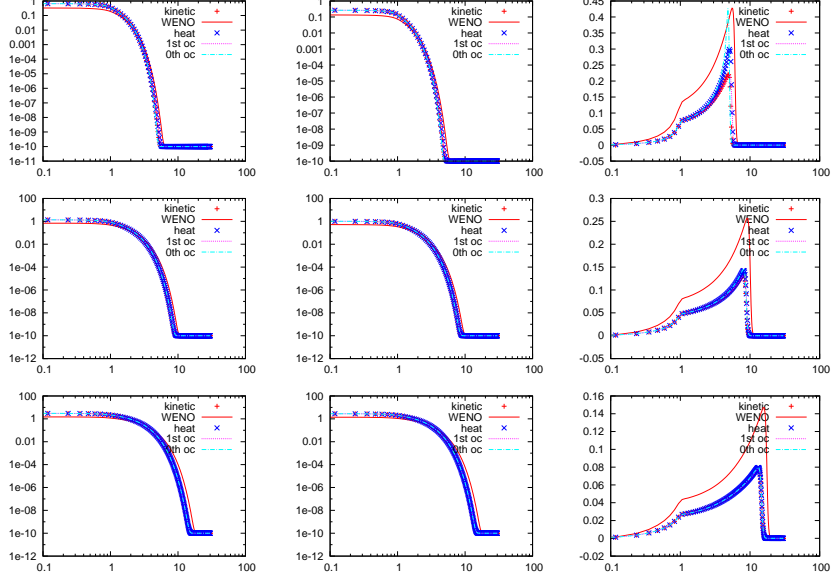 0.1
0.01
0.001
1e-04
1e-05
1e-06
1e-07
1e-08
1e-09
1e-10
1e-11
0.1 1 10 100
kinetic
WENO
heat
1st oc
0th oc
0.1
0.01
0.001
1e-04
1e-05
1e-06
1e-07
1e-08
1e-09
1e-10
0.1 1 10 100
kinetic
WENO
heat
1st oc
0th oc
0.45
0.4
0.35
0.3
0.25
0.2
0.15
0.1
0.05
0
-0.05
0.1 1 10 100
kinetic
WENO
heat
1st oc
0th oc
100
1
0.01
1e-04
1e-06
1e-08
1e-10
1e-12
0.1 1 10 100
kinetic
WENO
heat
1st oc
0th oc
100
1
0.01
1e-04
1e-06
1e-08
1e-10
1e-12
0.1 1 10 100
kinetic
WENO
heat
1st oc
0th oc
0.3
0.25
0.2
0.15
0.1
0.05
0
-0.05
0.1 1 10 100
kinetic
WENO
heat
1st oc
0th oc
100
1
0.01
1e-04
1e-06
1e-08
1e-10
1e-12
0.1 1 10 100
kinetic
WENO
heat
1st oc
0th oc
100
1
0.01
1e-04
1e-06
1e-08
1e-10
1e-12
0.1 1 10 100
kinetic
WENO
heat
1st oc
0th oc
0.16
0.14
0.12
0.1
0.08
0.06
0.04
0.02
0
-0.02
0.1 1 10 100
kinetic
WENO
heat
1st oc
0th oc